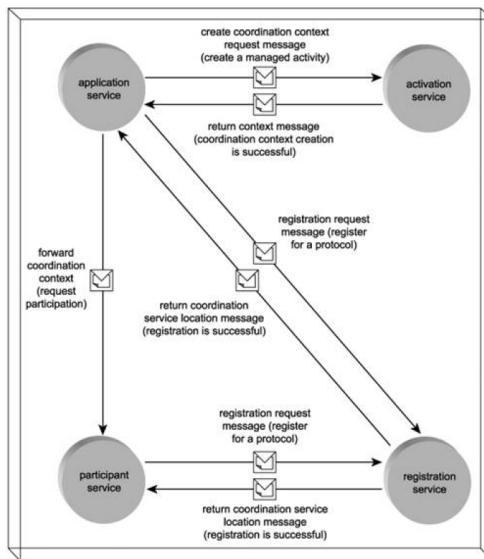 create coordination context
request message
(create a managed activity)
application
service
activation
service
return context message
(coordination context creation
is successful)
registration request
message (register
for a protocol)
forward
coordination
context
(request
participation)
return coordination
service location message
(registration is successful)
registration request
message (register
for a protocol)
participant
service
registration
service
return coordination service
location message
(registration is successful)